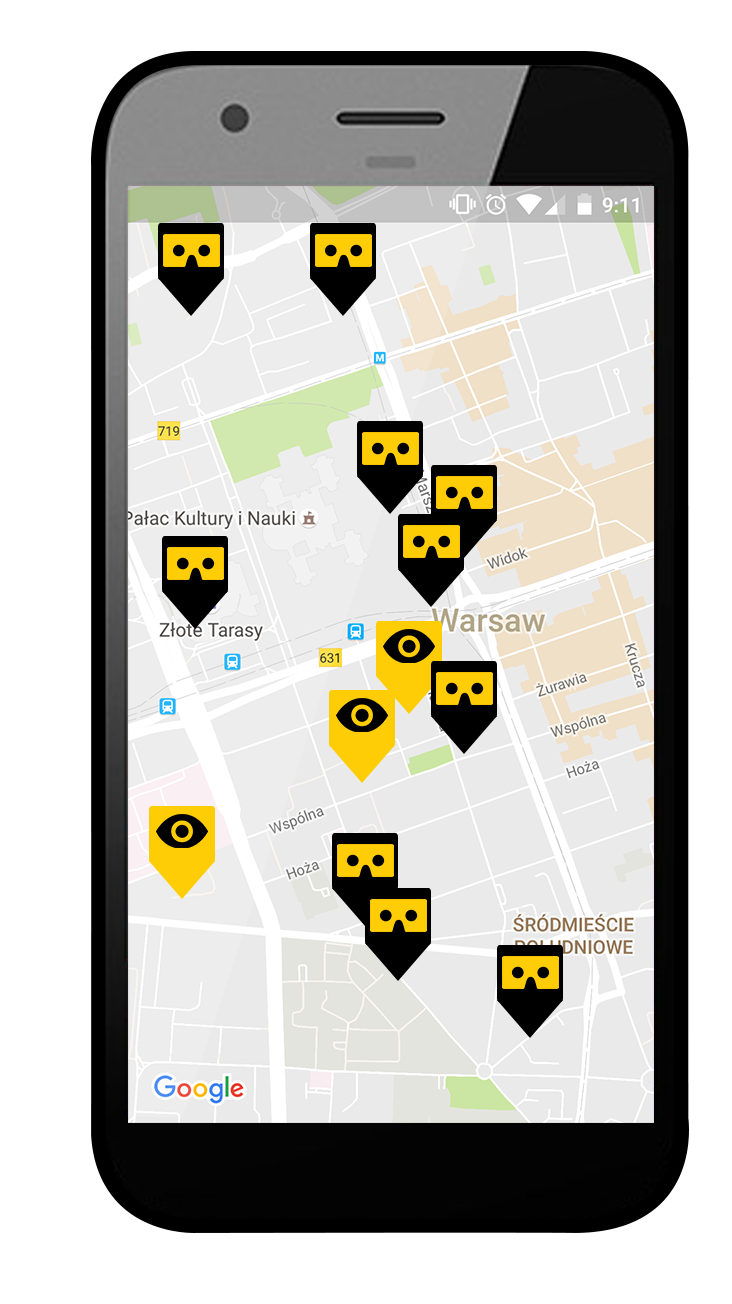 9:11
M
719
Marsz
Pałac Kultury i Nauki
Widok
Warsaw
Złote Tarasy
631
Krucza
Żurawia
Wspólna
Hoża
Wspólna
Hoża
ŚRÓDMIEŚCIE
POŁUDNIOWE
Google